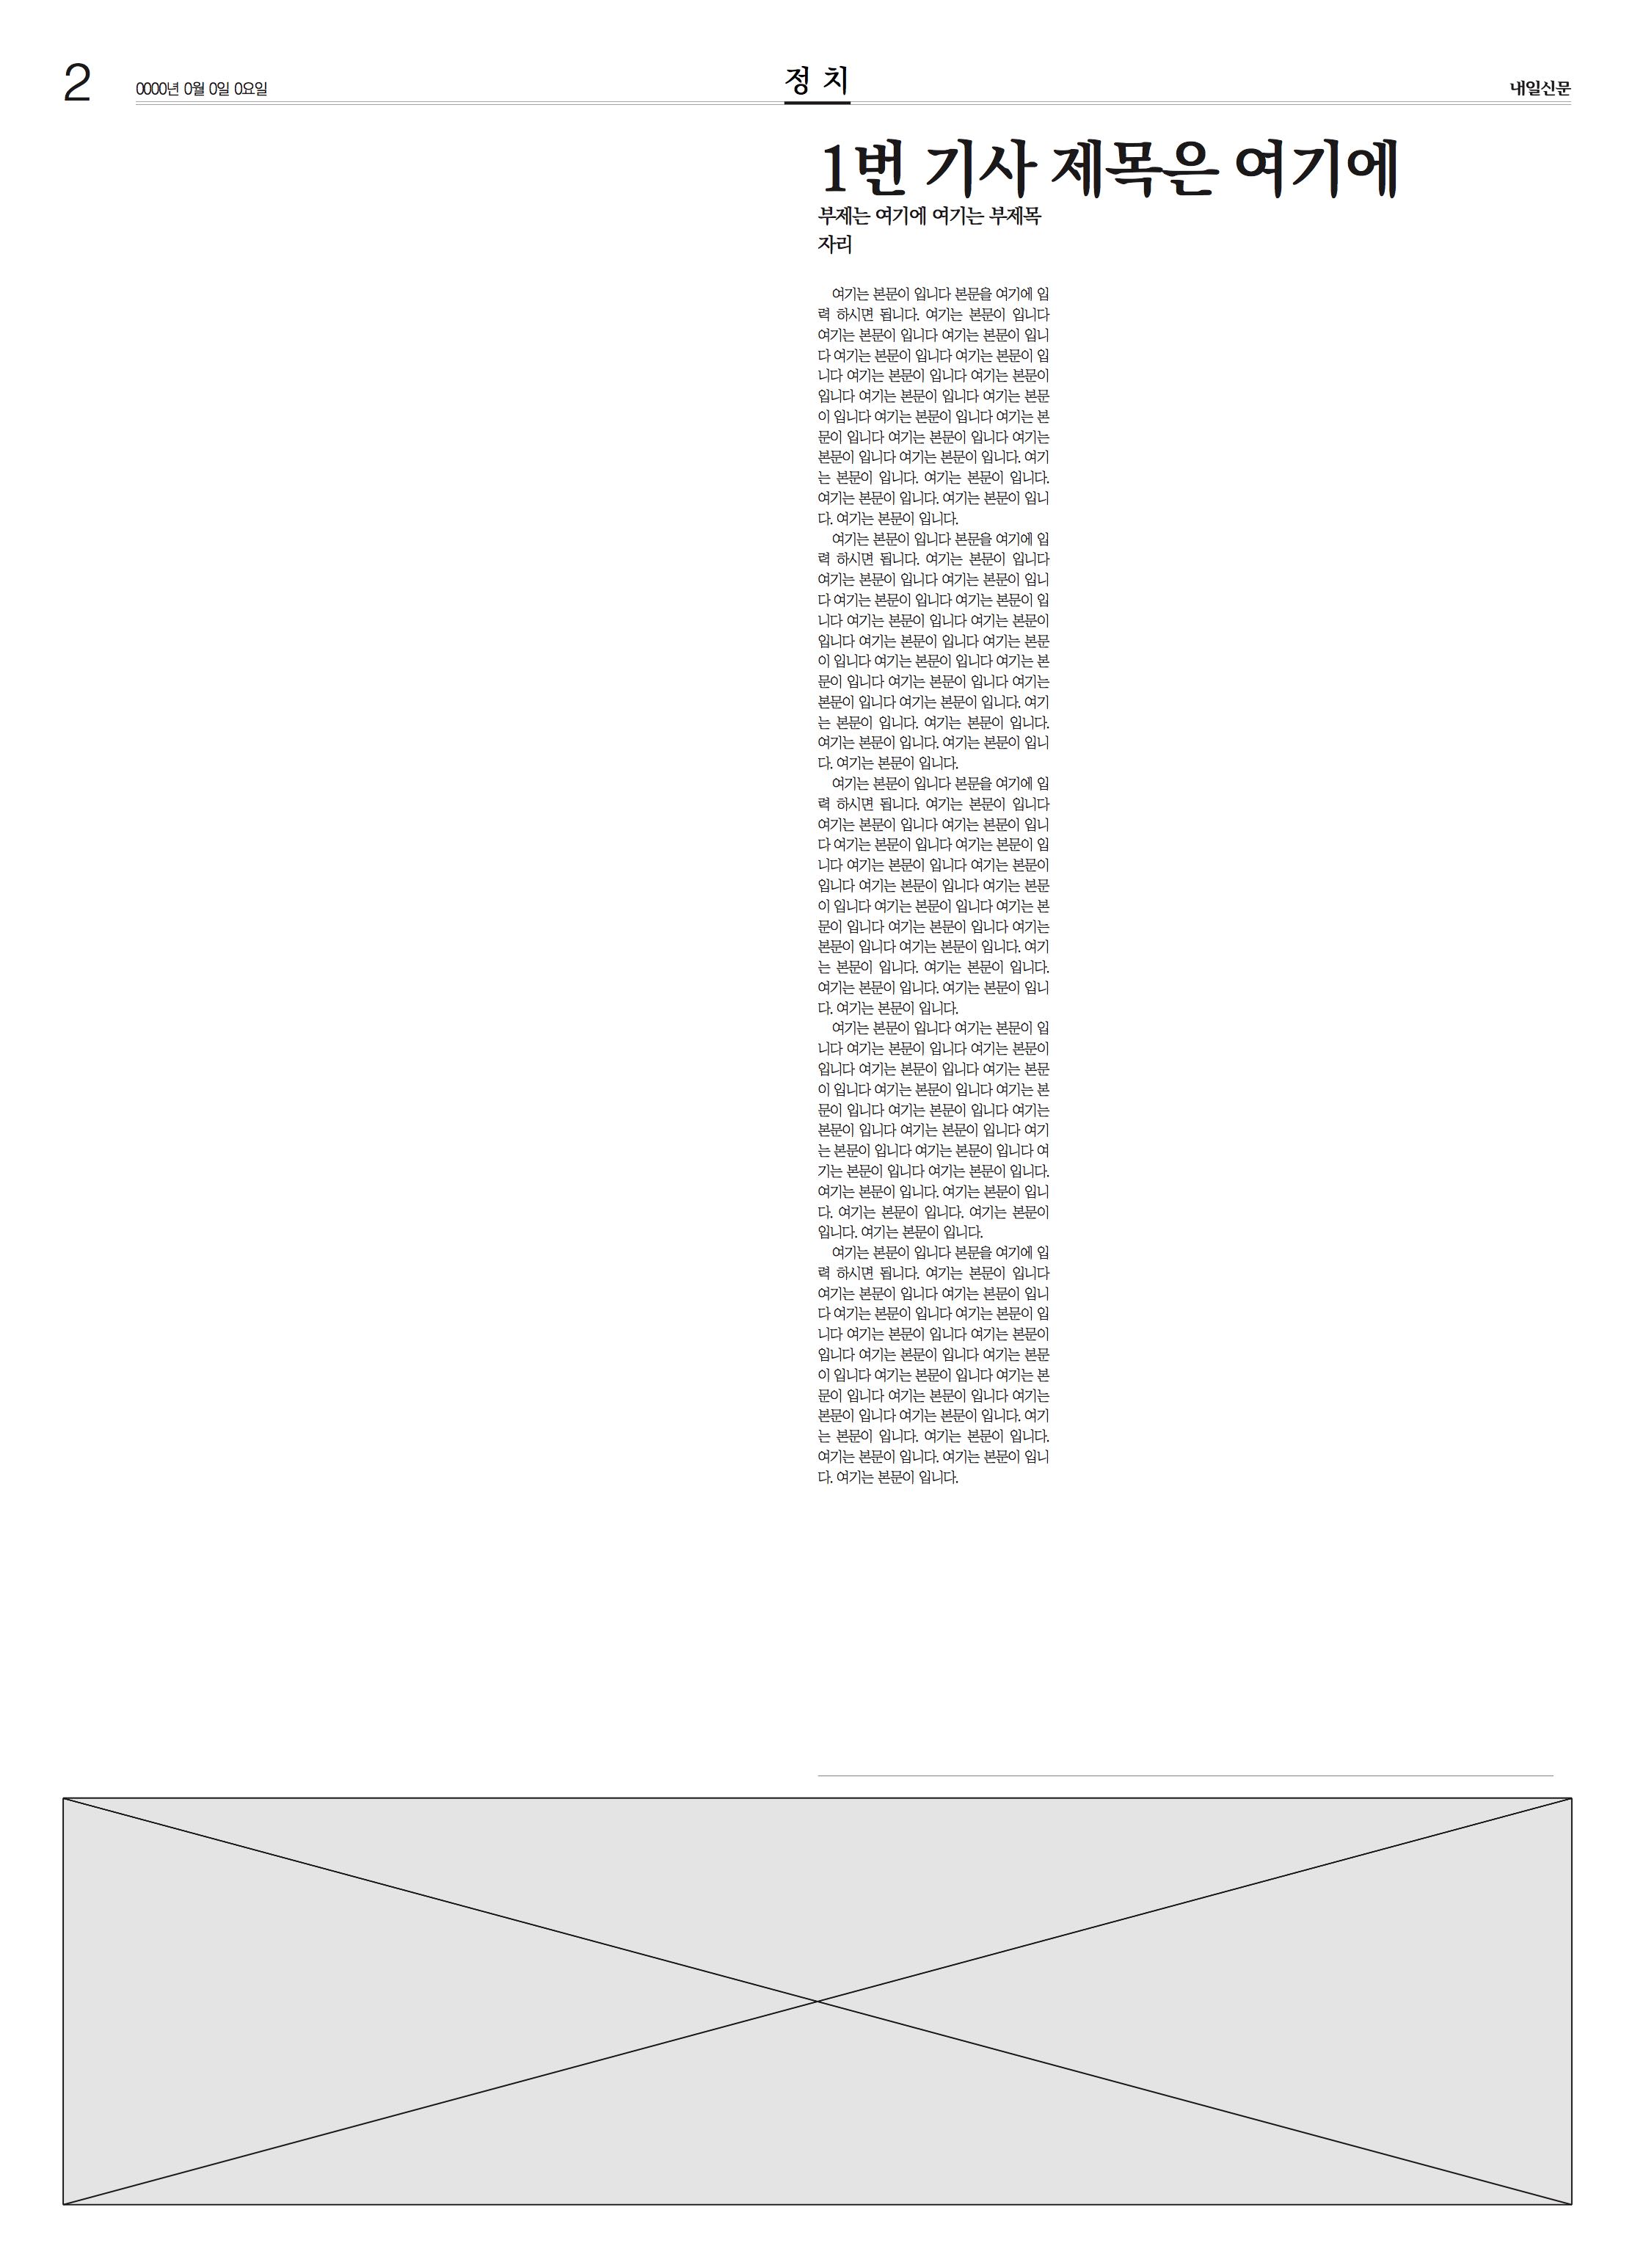 2
0000년 0월 0일 0요일
정 치
내일신문
1번 기사 제목은 여기에
부제는 여기에 여기는 부제목
자리
여기는 본문이 입니다 본문을 여기에 입
력 하시면 됩니다. 여기는 본문이 입니다
여기는 본문이 입니다 여기는 본문이 입니
다 여기는 본문이 입니다 여기는 본문이 입
니다 여기는 본문이 입니다 여기는 본문이
입니다 여기는 본문이 입니다 여기는 본문
이 입니다 여기는 본문이 입니다 여기는 본
문이 입니다 여기는 본문이 입니다 여기는
본문이 입니다 여기는 본문이 입니다. 여기
는 본문이 입니다. 여기는 본문이 입니다.
여기는 본문이 입니다. 여기는 본문이 입니
다. 여기는 본문이 입니다.
여기는 본문이 입니다 본문을 여기에 입
력 하시면 됩니다. 여기는 본문이 입니다
여기는 본문이 입니다 여기는 본문이 입니
다 여기는 본문이 입니다 여기는 본문이 입
니다 여기는 본문이 입니다 여기는 본문이
입니다 여기는 본문이 입니다 여기는 본문
이 입니다 여기는 본문이 입니다 여기는 본
문이 입니다 여기는 본문이 입니다 여기는
본문이 입니다 여기는 본문이 입니다. 여기
는 본문이 입니다. 여기는 본문이 입니다.
여기는 본문이 입니다. 여기는 본문이 입니
다. 여기는 본문이 입니다.
여기는 본문이 입니다 본문을 여기에 입
력 하시면 됩니다. 여기는 본문이 입니다
여기는 본문이 입니다 여기는 본문이 입니
다 여기는 본문이 입니다 여기는 본문이 입
니다 여기는 본문이 입니다 여기는 본문이
입니다 여기는 본문이 입니다 여기는 본문
이 입니다 여기는 본문이 입니다 여기는 본
문이 입니다 여기는 본문이 입니다 여기는
본문이 입니다 여기는 본문이 입니다. 여기
는 본문이 입니다. 여기는 본문이 입니다.
여기는 본문이 입니다. 여기는 본문이 입니
다. 여기는 본문이 입니다.
여기는 본문이 입니다 여기는 본문이 입
니다 여기는 본문이 입니다 여기는 본문이
입니다 여기는 본문이 입니다 여기는 본문
이 입니다 여기는 본문이 입니다 여기는 본
문이 입니다 여기는 본문이 입니다 여기는
본문이 입니다 여기는 본문이 입니다 여기
는 본문이 입니다 여기는 본문이 입니다 여
기는 본문이 입니다 여기는 본문이 입니다.
여기는 본문이 입니다. 여기는 본문이 입니
다. 여기는 본문이 입니다. 여기는 본문이
입니다. 여기는 본문이 입니다.
여기는 본문이 입니다 본문을 여기에 입
력 하시면 됩니다. 여기는 본문이 입니다
여기는 본문이 입니다 여기는 본문이 입니
다 여기는 본문이 입니다 여기는 본문이 입
니다 여기는 본문이 입니다 여기는 본문이
입니다 여기는 본문이 입니다 여기는 본문
이 입니다 여기는 본문이 입니다 여기는 본
문이 입니다 여기는 본문이 입니다 여기는
본문이 입니다 여기는 본문이 입니다. 여기
는 본문이 입니다. 여기는 본문이 입니다.
여기는 본문이 입니다. 여기는 본문이 입니
다. 여기는 본문이 입니다.